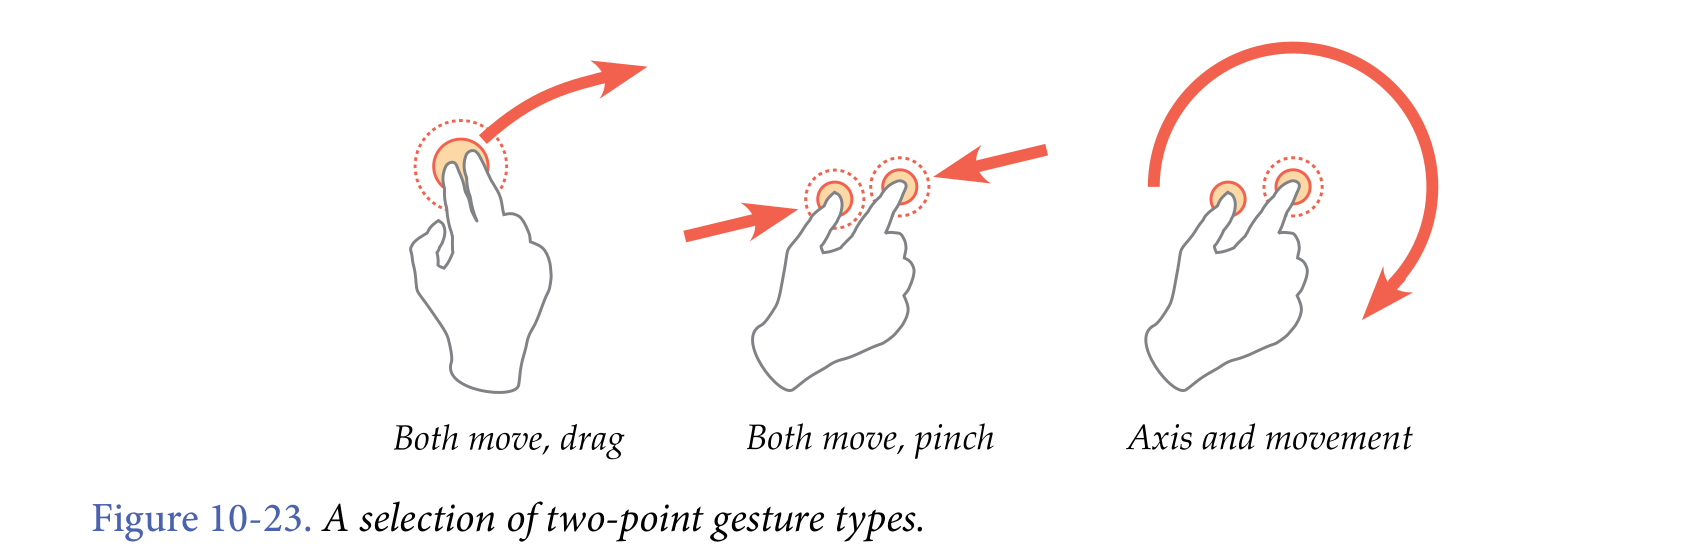 Both move, drag
Both move, pinch
Axis and movement
Figure 10-23. A selection of two-point gesture types.